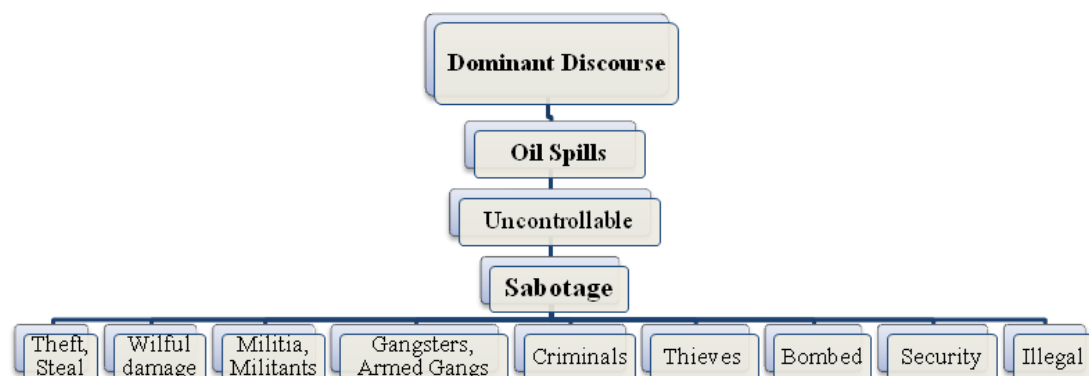 Dominant Discourse
Oil Spills
Uncontrollable
Sabotage
Theft,
Steal
Wilful
damage
Militia,
Militants
Gangsters,
Armed Gangs
Criminals
Thieves
Bombed
Security
Illegal